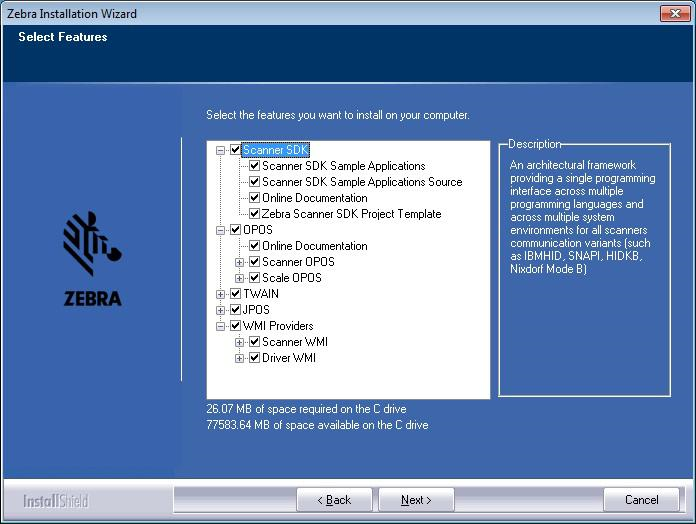 Zebra Installation Wizard
Select Features
Select the features you want to install on your computer.
Scanner SDK
Scanner SDK Sample Applications
Scanner SDK Sample Applications Source
Online Documentation
Zebra Scanner SDK Project Template
OPOS
Online Documentation
Scanner OPOS
Scale OPOS
TWAIN
JPOS
WMI Providers
Scanner WMI
Driver WMI
Description
An architectural framework
providing a single programming
interface across multiple
programming languages and
across multiple system
environments for all scanners
communication variants (such
as IBMHID, SNAPI, HIDKB,
Nixdorf Mode B)
ZEBRA
26.07 MB of space required on the C drive
77583.64 MB of space available on the C drive
InstallShield
< Back
Next >
Cancel